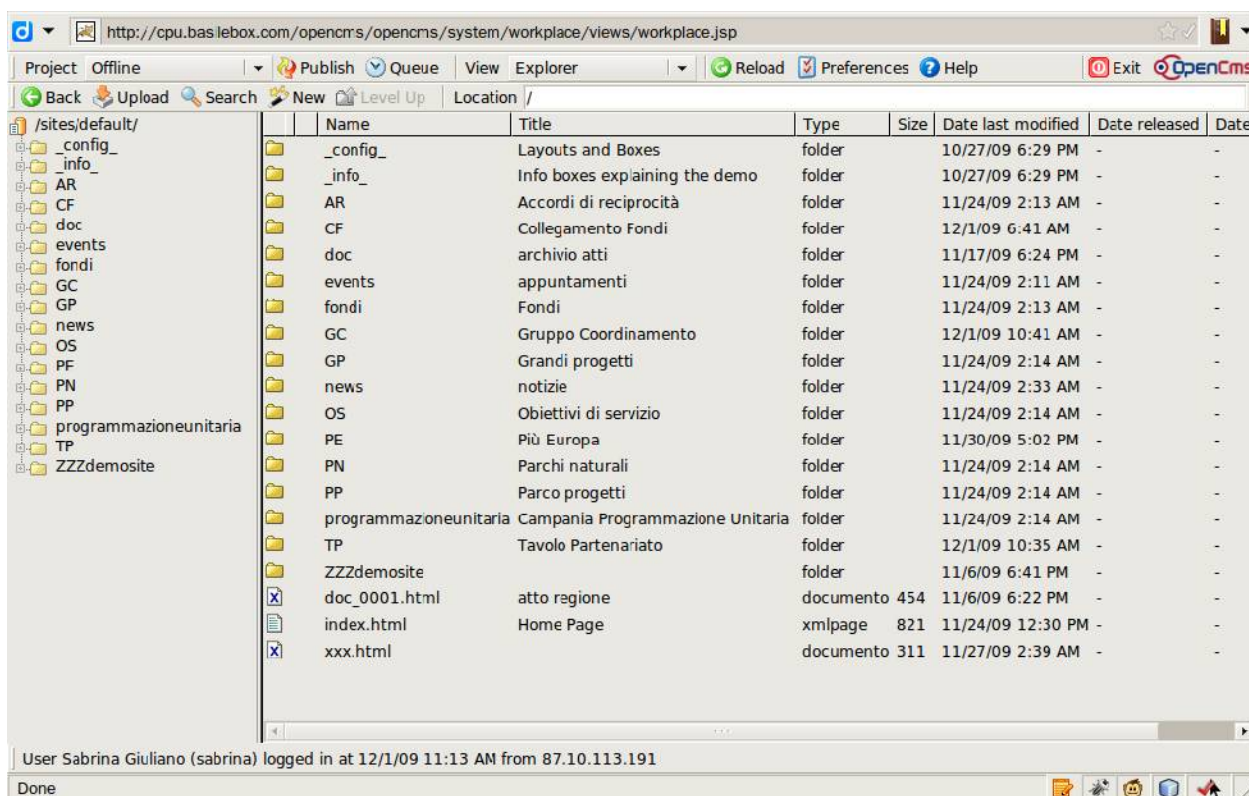 http://cpu.basilebox.com/opencms/opencms/system/workplace/views/workplace.jsp
Project Offline Publish Queue View Explorer Reload Preferences Help Exit OpenCms
Back Upload Search New Level Up Location /
/sites/default/
_config_
_info_
AR
CF
doc
events
fondi
GC
GP
news
OS
PE
PN
PP
programmazioneunitaria
TP
ZZZdemosite
Name Title Type Size Date last modified Date released Date
_config_ Layouts and Boxes folder 10/27/09 6:29 PM - -
_info_ Info boxes explaining the demo folder 10/27/09 6:29 PM - -
AR Accordi di reciprocità folder 11/24/09 2:13 AM - -
CF Collegamento Fondi folder 12/1/09 6:41 AM - -
doc archivio atti folder 11/17/09 6:24 PM - -
events appuntamenti folder 11/24/09 2:11 AM - -
fondi Fondi folder 11/24/09 2:13 AM - -
GC Gruppo Coordinamento folder 12/1/09 10:41 AM - -
GP Grandi progetti folder 11/24/09 2:14 AM - -
news notizie folder 11/24/09 2:33 AM - -
OS Obiettivi di servizio folder 11/24/09 2:14 AM - -
PE Più Europa folder 11/30/09 5:02 PM - -
PN Parchi naturali folder 11/24/09 2:14 AM - -
PP Parco progetti folder 11/24/09 2:14 AM - -
programmazioneunitaria Campania Programmazione Unitaria folder 11/24/09 2:14 AM - -
TP Tavolo Partenariato folder 12/1/09 10:35 AM - -
ZZZdemosite folder 11/6/09 6:41 PM - -
doc_0001.html atto regione documento 454 11/6/09 6:22 PM - -
index.html Home Page xmlpage 821 11/24/09 12:30 PM - -
xxx.html documento 311 11/27/09 2:39 AM - -
User Sabrina Giuliano (sabrina) logged in at 12/1/09 11:13 AM from 87.10.113.191
Done